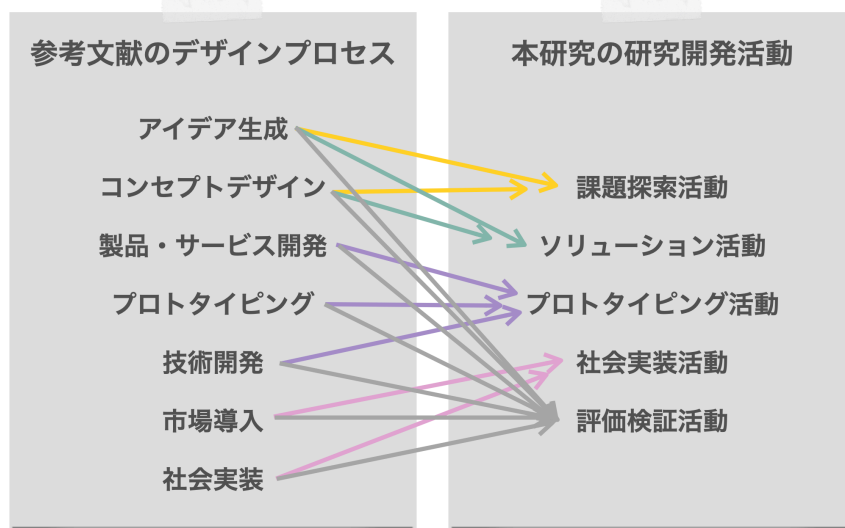 参考文献のデザインプロセス
アイデア生成
コンセプトデザイン
製品・サービス開発
プロトタイピング
技術開発
市場導入
社会実装
本研究の研究開発活動
課題探索活動
ソリューション活動
プロトタイピング活動
社会実装活動
評価検証活動